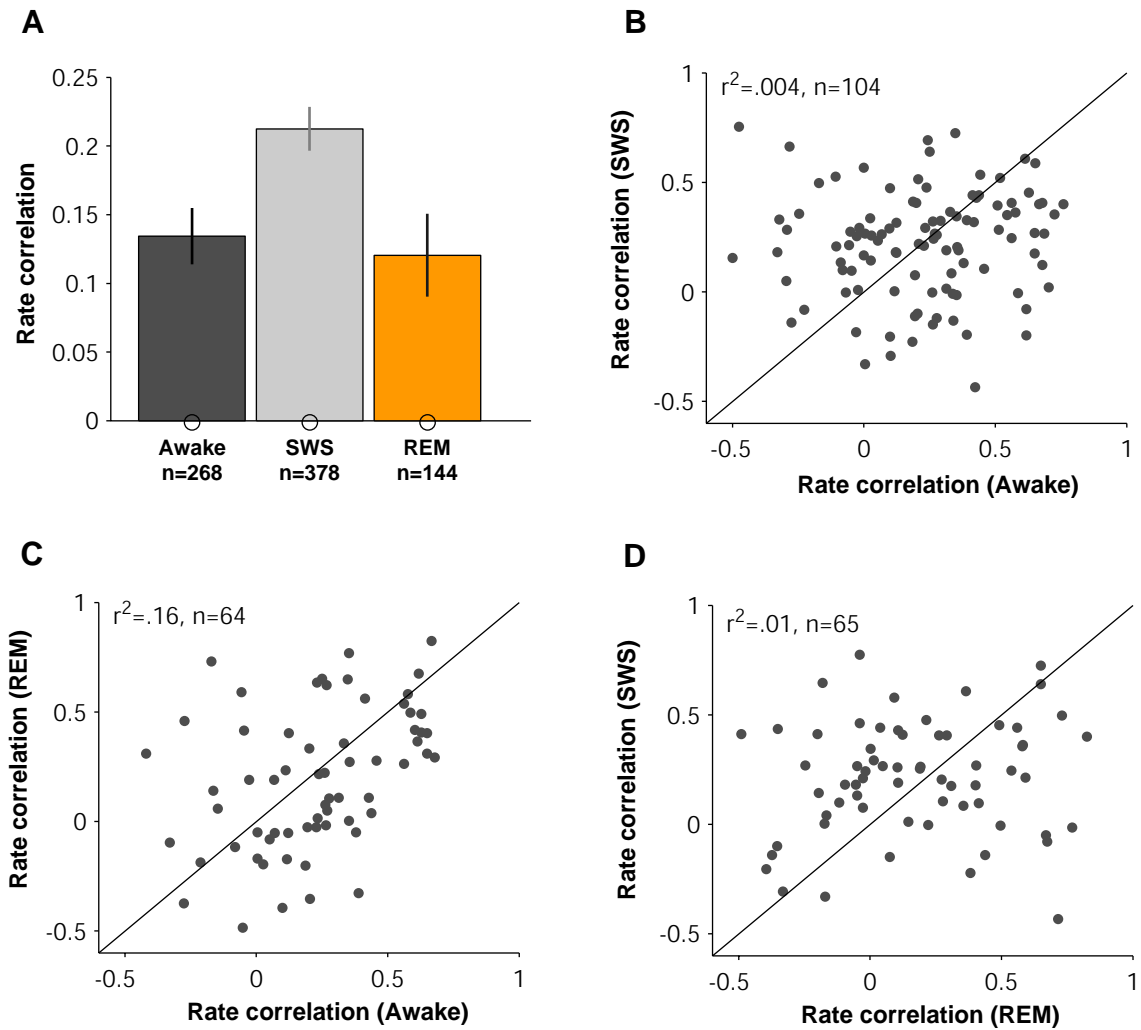 A
0.25
0.2
0.15
0.1
0.05
0
Rate correlation
Awake SWS REM
n=268 n=378 n=144
B
r²=.004, n=104
1
0.5
0
-0.5
Rate correlation (SWS)
-0.5 0 0.5 1
Rate correlation (Awake)
C
r²=.16, n=64
1
0.5
0
-0.5
Rate correlation (REM)
-0.5 0 0.5 1
Rate correlation (Awake)
D
r²=.01, n=65
1
0.5
0
-0.5
Rate correlation (SWS)
-0.5 0 0.5 1
Rate correlation (REM)